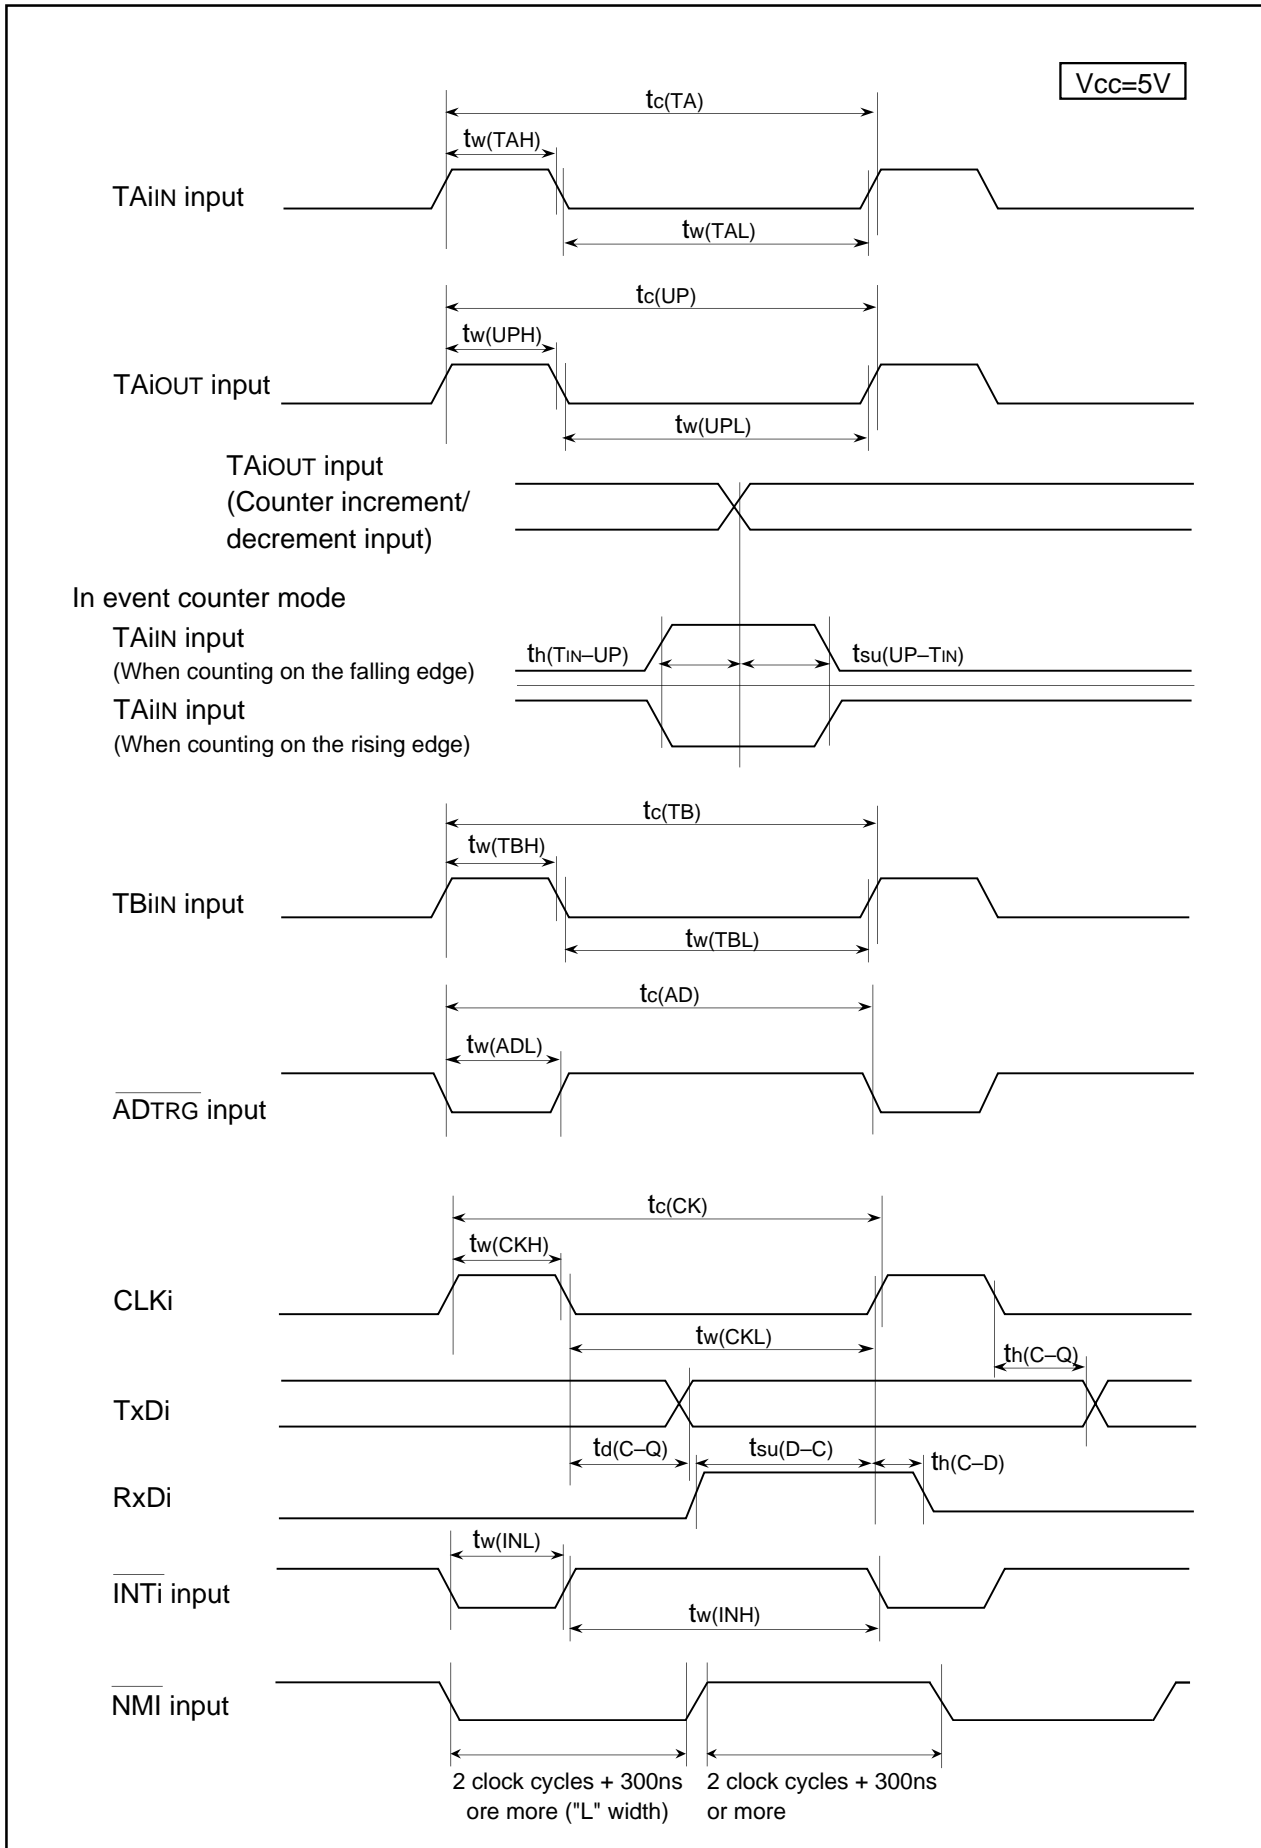 Vcc=5V
tc(TA)
tw(TAH)
TAiIN input
tw(TAL)
tc(UP)
tw(UPH)
TAiOUT input
tw(UPL)
TAiOUT input
(Counter increment/
decrement input)
In event counter mode
TAiIN input
(When counting on the falling edge)
th(TIN–UP)
tsu(UP–TIN)
TAiIN input
(When counting on the rising edge)
tc(TB)
tw(TBH)
TBiIN input
tw(TBL)
tc(AD)
tw(ADL)
ADTRG input
tc(CK)
tw(CKH)
CLKi
tw(CKL)
th(C–Q)
TxDi
td(C–Q)
tsu(D–C)
th(C–D)
RxDi
tw(INL)
INTi input
tw(INH)
NMI input
2 clock cycles + 300ns
ore more ("L" width)
2 clock cycles + 300ns
or more